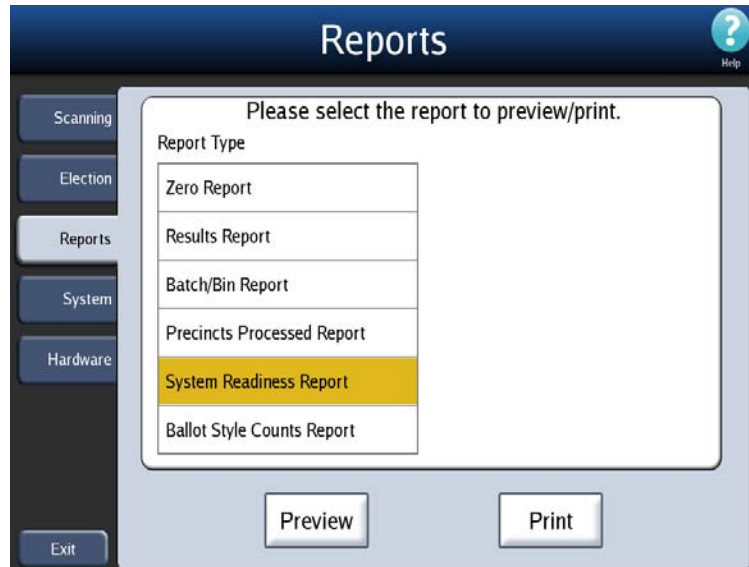 Reports
Help
Scanning
Election
Reports
System
Hardware
Exit
Please select the report to preview/print.
Report Type
Zero Report
Results Report
Batch/Bin Report
Precincts Processed Report
System Readiness Report
Ballot Style Counts Report
Preview
Print